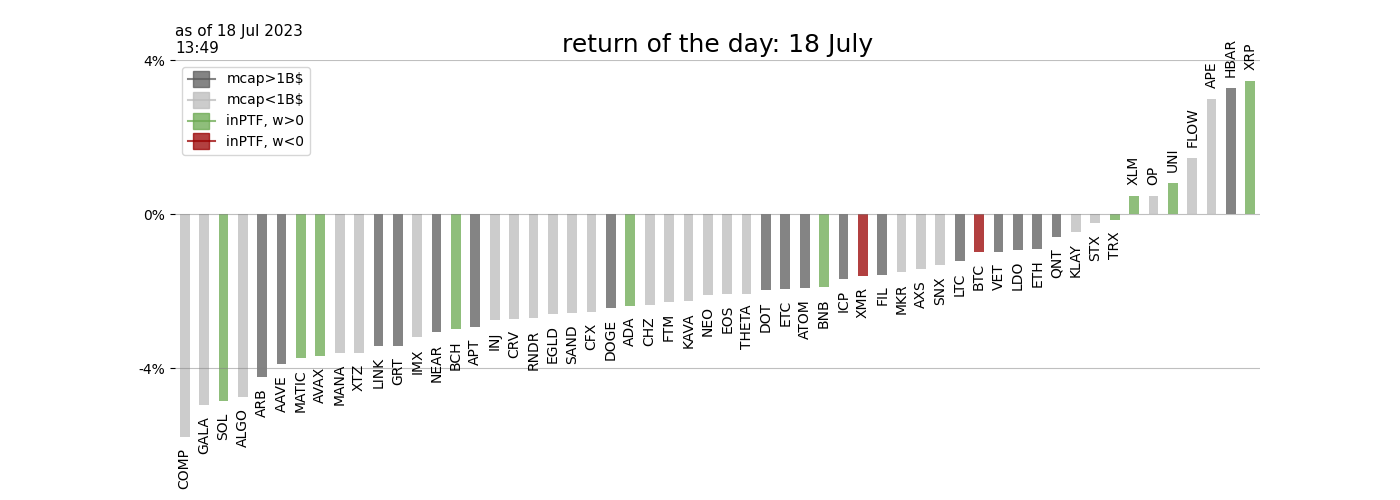 as of 18 Jul 2023
13:49
return of the day: 18 July
4%
0%
-4%
mcap>1B$
mcap<1B$
inPTF, w>0
inPTF, w<0
COMP
GALA
SOL
ALGO
ARB
AAVE
MATIC
AVAX
MANA
XTZ
LINK
GRT
IMX
NEAR
BCH
APT
INJ
CRV
RNDR
EGLD
SAND
CFX
DOGE
ADA
CHZ
FTM
KAVA
NEO
EOS
THETA
DOT
ETC
ATOM
BNB
ICP
XMR
FIL
MKR
AXS
SNX
LTC
BTC
VET
LDO
ETH
QNT
KLAY
STX
TRX
XLM
OP
UNI
FLOW
APE
HBAR
XRP